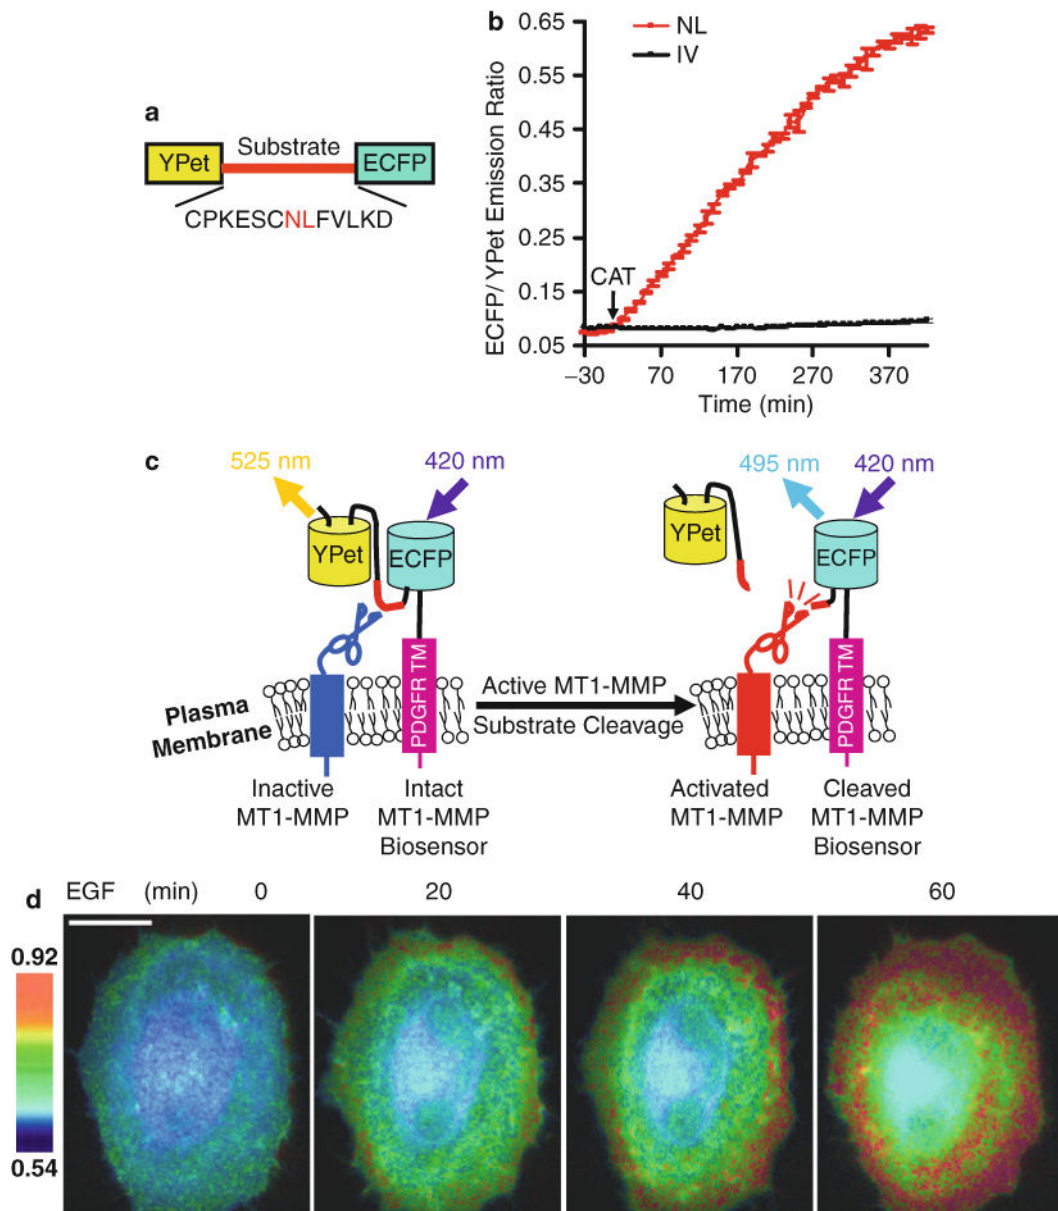 a
YPet
Substrate
ECFP
CPKESCNLFVLKD
b
ECFP/ YPet Emission Ratio
0.65
0.55
0.45
0.35
0.25
0.15
0.05
NL
IV
CAT
–30 70 170 270 370
Time (min)
c
525 nm
420 nm
YPet
ECFP
PDGFR TM
Plasma
Membrane
Inactive
MT1-MMP
Intact
MT1-MMP
Biosensor
Active MT1-MMP
Substrate Cleavage
495 nm
420 nm
YPet
ECFP
PDGFR TM
Activated
MT1-MMP
Cleaved
MT1-MMP
Biosensor
d
EGF (min) 0 20 40 60
0.92
0.54